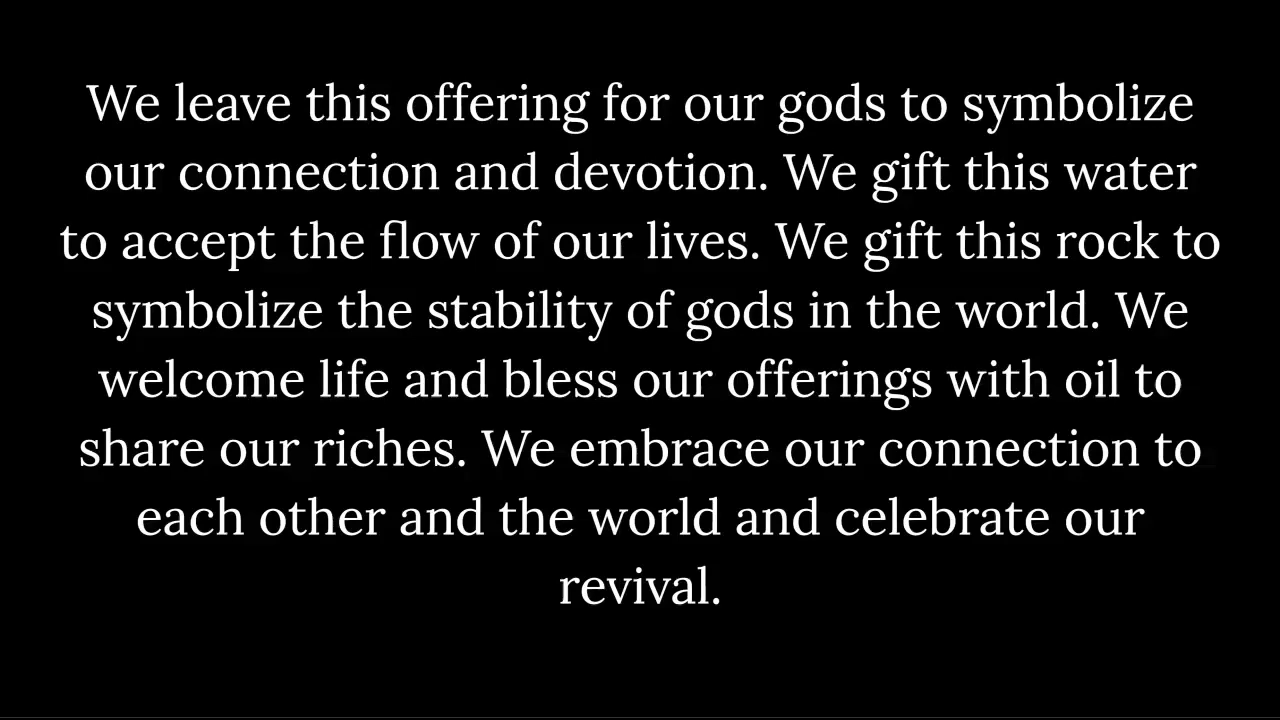 We leave this offering for our gods to symbolize
our connection and devotion. We gift this water
to accept the flow of our lives. We gift this rock to
symbolize the stability of gods in the world. We
welcome life and bless our offerings with oil to
share our riches. We embrace our connection to
each other and the world and celebrate our
revival.